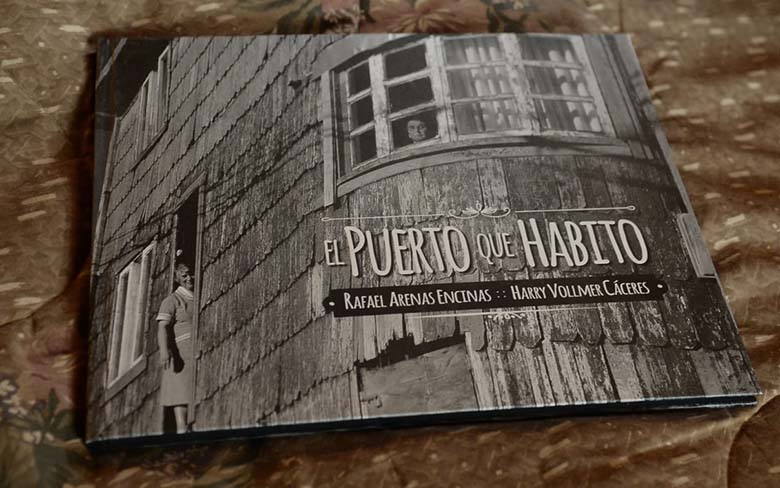 EL PUERTO QUE HABITO
RAFAEL ARENAS ENCINAS :: HARRY VOLLMER CÁCERES